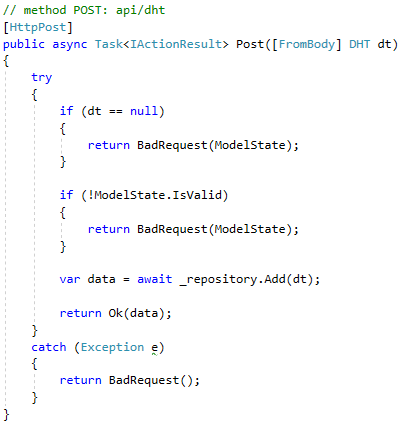 // method POST: api/dht
[HttpPost]
public async Task<IActionResult> Post([FromBody] DHT dt)
{
    try
    {
        if (dt == null)
        {
            return BadRequest(ModelState);
        }

        if (!ModelState.IsValid)
        {
            return BadRequest(ModelState);
        }

        var data = await _repository.Add(dt);

        return Ok(data);
    }
    catch (Exception e)
    {
        return BadRequest();
    }
}